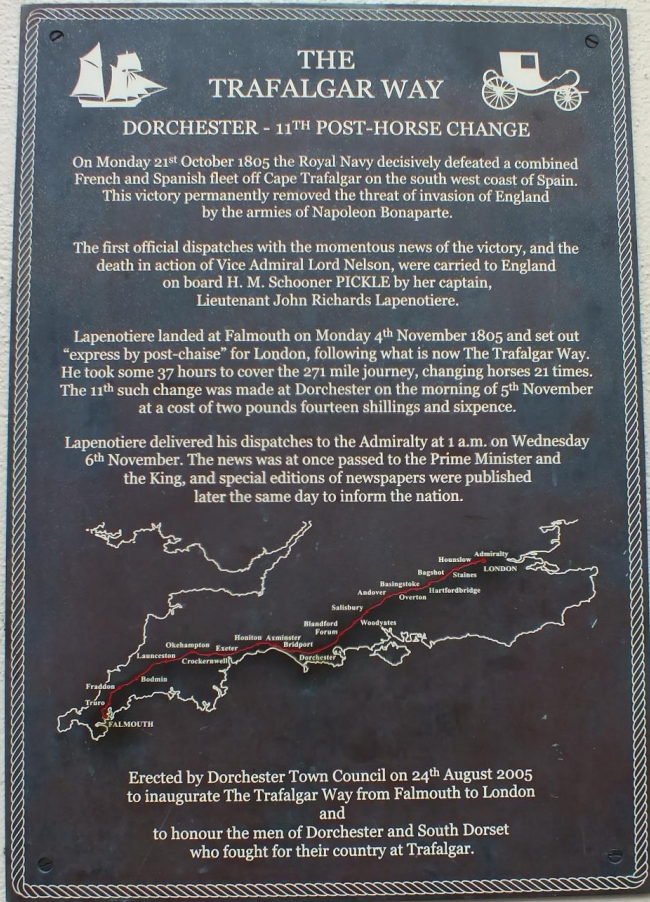 THE
TRAFALGAR WAY
DORCHESTER - 11TH POST-HORSE CHANGE
On Monday 21st October 1805 the Royal Navy decisively defeated a combined
French and Spanish fleet off Cape Trafalgar on the south west coast of Spain.
This victory permanently removed the threat of invasion of England
by the armies of Napoleon Bonaparte.
The first official dispatches with the momentous news of the victory, and the
death in action of Vice Admiral Lord Nelson, were carried to England
on board H. M. Schooner PICKLE by her captain,
Lieutenant John Richards Lapenotiere.
Lapenotiere landed at Falmouth on Monday 4th November 1805 and set out
“express by post-chaise” for London, following what is now The Trafalgar Way.
He took some 37 hours to cover the 271 mile journey, changing horses 21 times.
The 11th such change was made at Dorchester on the morning of 5th November
at a cost of two pounds fourteen shillings and sixpence.
Lapenotiere delivered his dispatches to the Admiralty at 1 a.m. on Wednesday
6th November. The news was at once passed to the Prime Minister and
the King, and special editions of newspapers were published
later the same day to inform the nation.
Admiralty
Hounslow
LONDON
Bagshot
Staines
Basingstoke
Hartfordbridge
Andover
Overton
Salisbury
Woodyates
Blandford
Forum
Honiton
Axminster
Bridport
Dorchester
Okehampton
Exeter
Launceston
Crockernwell
Bodmin
Fraddon
Truro
FALMOUTH
Erected by Dorchester Town Council on 24th August 2005
to inaugurate The Trafalgar Way from Falmouth to London
and
to honour the men of Dorchester and South Dorset
who fought for their country at Trafalgar.